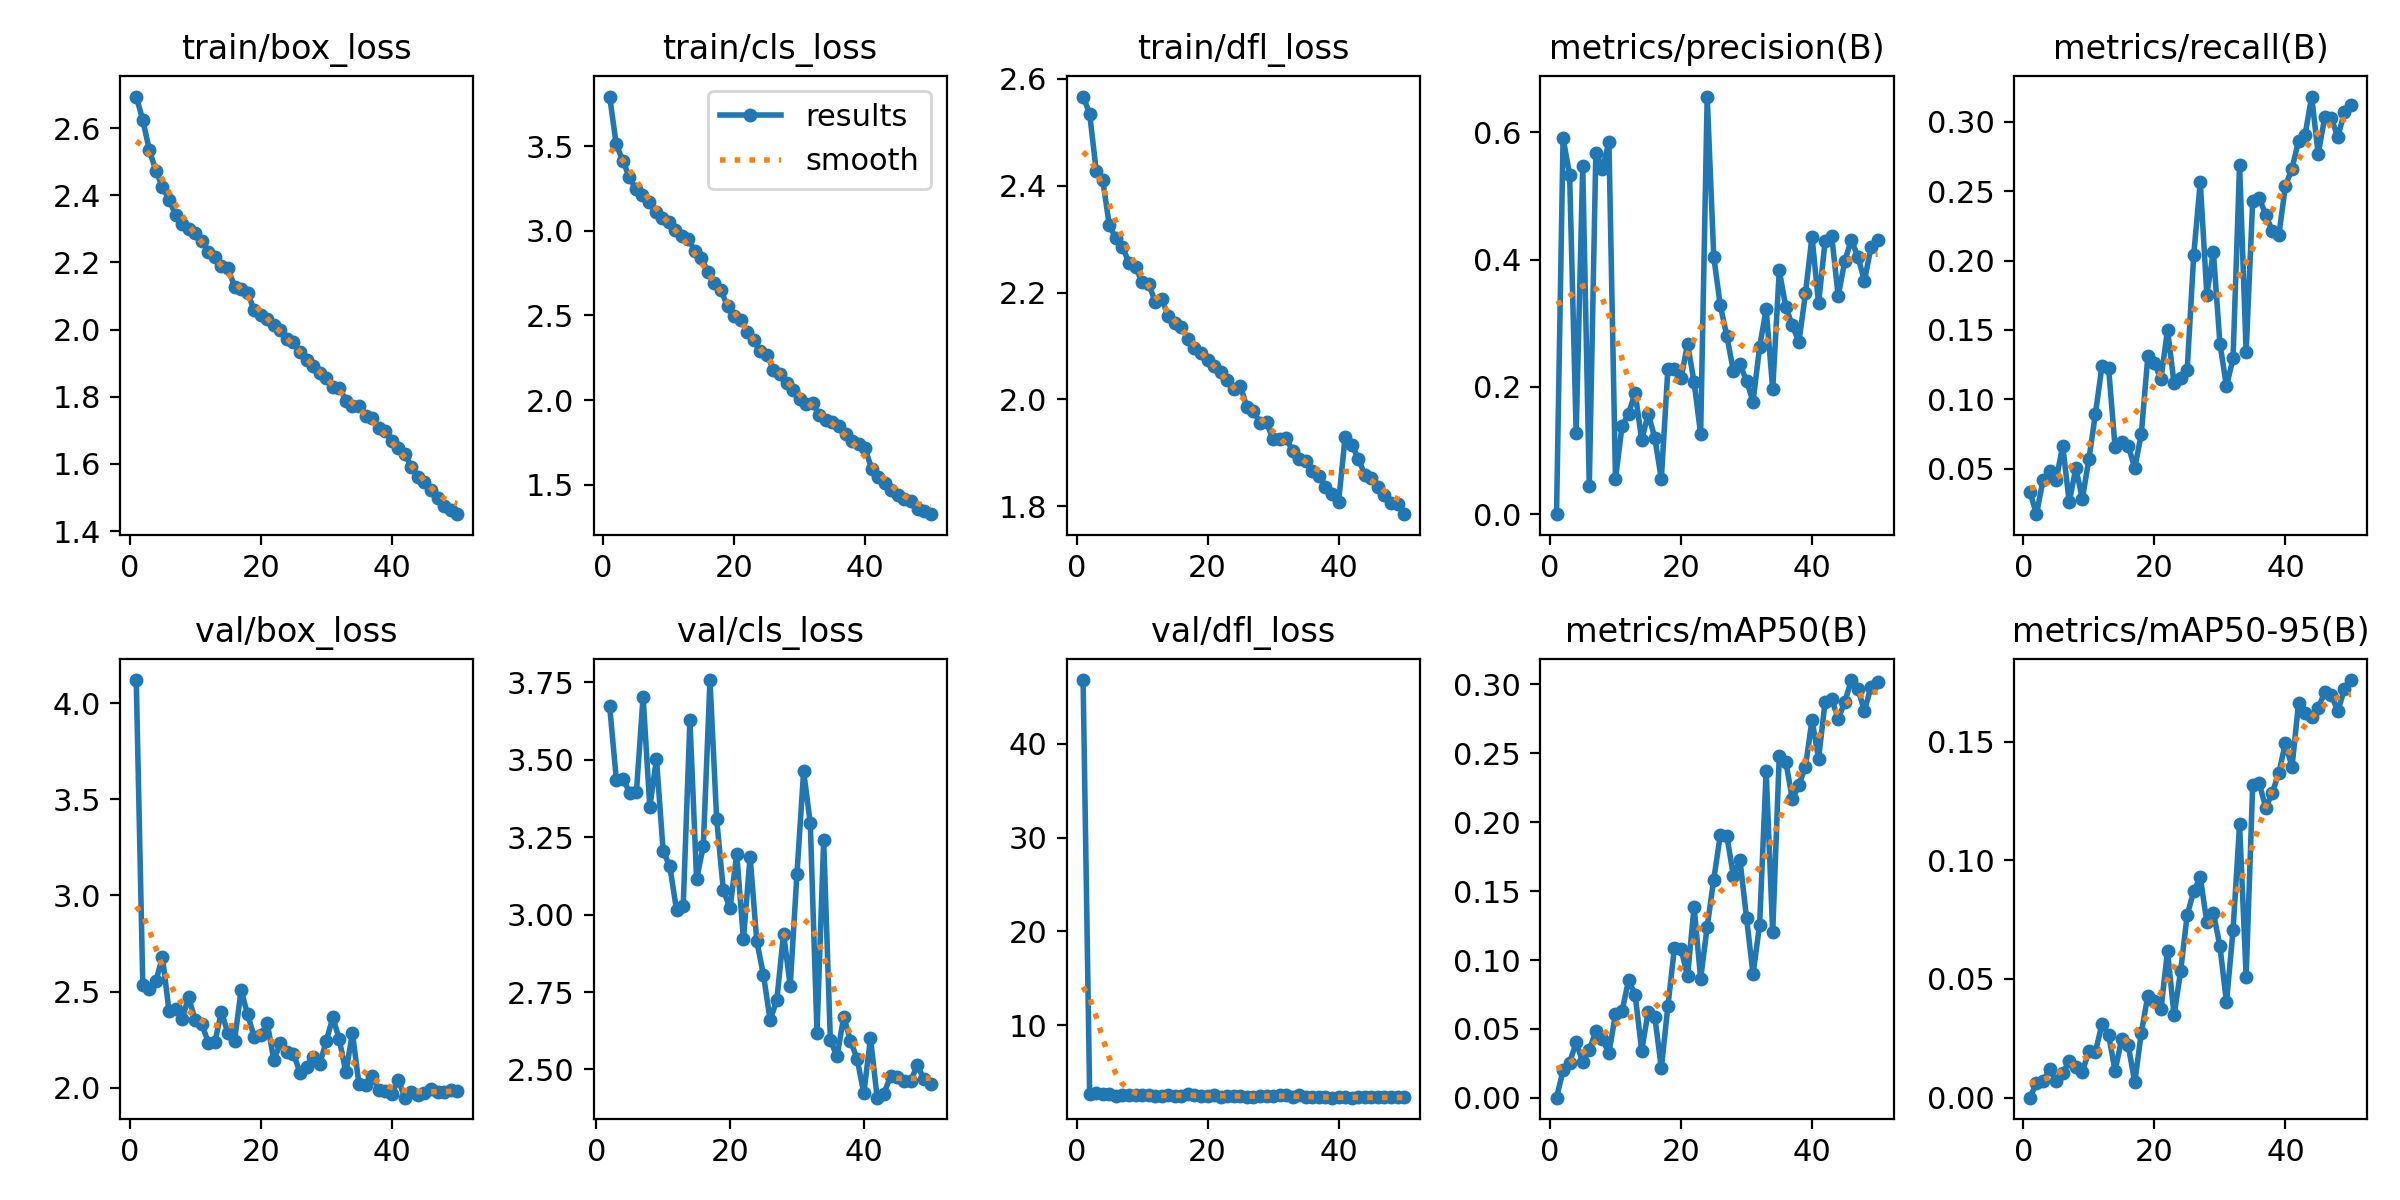 train/box_loss
2.6
2.4
2.2
2.0
1.8
1.6
1.4
0 20 40
train/cls_loss
results
smooth
3.5
3.0
2.5
2.0
1.5
0 20 40
train/dfl_loss
2.6
2.4
2.2
2.0
1.8
0 20 40
metrics/precision(B)
0.6
0.4
0.2
0.0
0 20 40
metrics/recall(B)
0.30
0.25
0.20
0.15
0.10
0.05
0 20 40
val/box_loss
4.0
3.5
3.0
2.5
2.0
0 20 40
val/cls_loss
3.75
3.50
3.25
3.00
2.75
2.50
0 20 40
val/dfl_loss
40
30
20
10
0 20 40
metrics/mAP50(B)
0.30
0.25
0.20
0.15
0.10
0.05
0.00
0 20 40
metrics/mAP50-95(B)
0.15
0.10
0.05
0.00
0 20 40